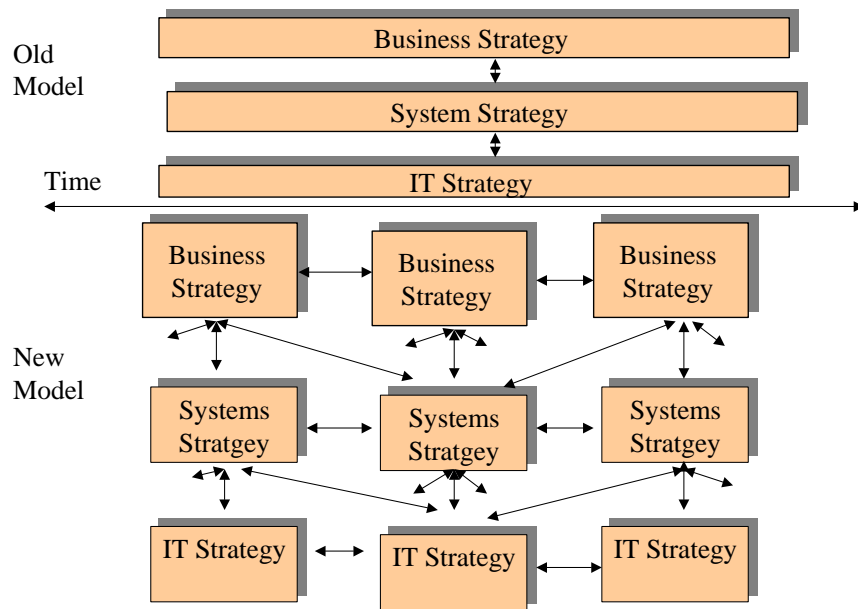 Old
Model
Business Strategy
System Strategy
Time
IT Strategy
Business
Strategy
Business
Strategy
Business
Strategy
New
Model
Systems
Stratgey
Systems
Stratgey
Systems
Stratgey
IT Strategy
IT Strategy
IT Strategy